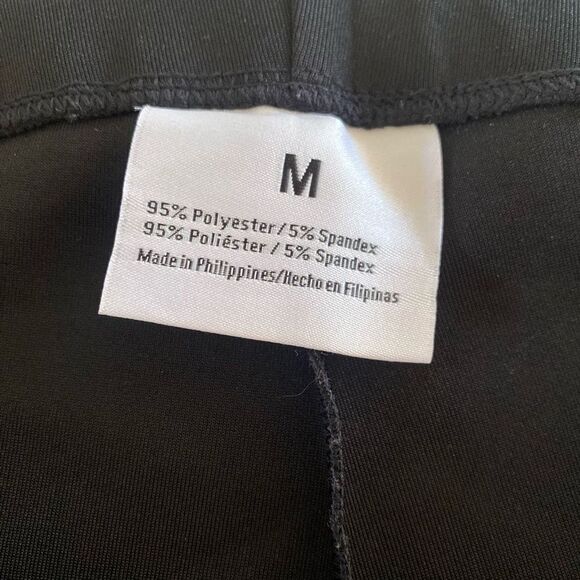 M
95% Polyester/5% Spandex
95% Poliéster/5% Spandex
Made in Philippines/Hecho en Filipinas